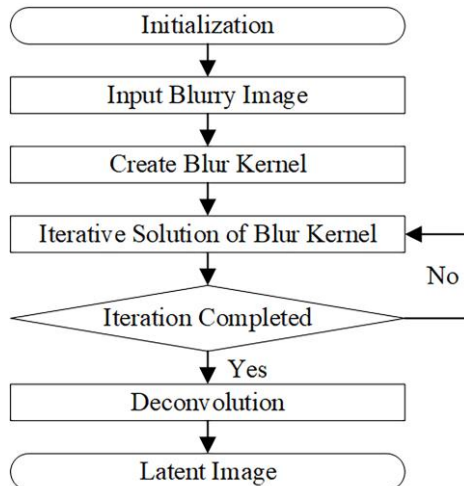 Initialization
Input Blurry Image
Create Blur Kernel
Iterative Solution of Blur Kernel
No
Iteration Completed
Yes
Deconvolution
Latent Image